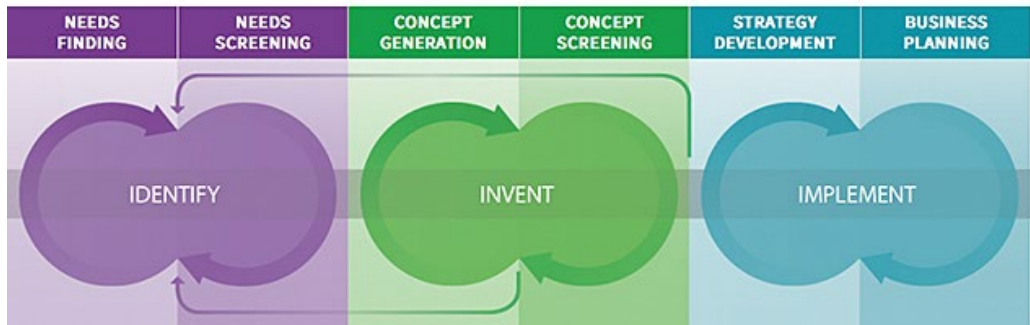 NEEDS FINDING
NEEDS SCREENING
CONCEPT GENERATION
CONCEPT SCREENING
STRATEGY DEVELOPMENT
BUSINESS PLANNING
IDENTIFY
INVENT
IMPLEMENT